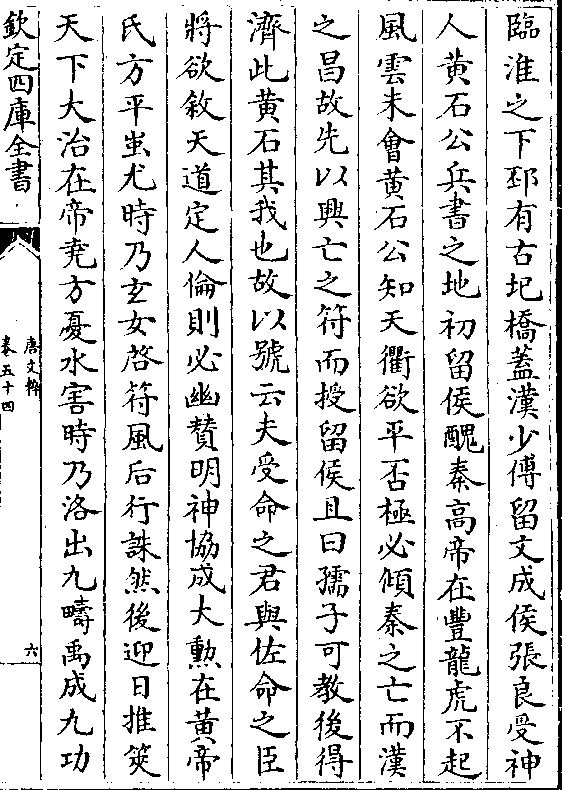 臨淮之下邳有古圯橋蓋漢少傅留文成侯張良受神
人黄石公兵書之地初留侯醜秦高帝在豐龍虎不起
風雲未會黄石公知天衢欲平否極必傾秦之亡而漢
之昌故先以興亡之符而授留侯且曰孺子可教後得
濟此黄石其我也故以號云夫受命之君與佐命之臣
將欲敘天道定人倫則必幽賛明神協成大勲在黄帝
氏方平蚩尤時乃玄女啓符風后行誅然後迎日推筴
天下大治在帝堯方憂水害時乃洛出九疇禹成九功
欽定四庫全書
唐文粹
卷五十四
六